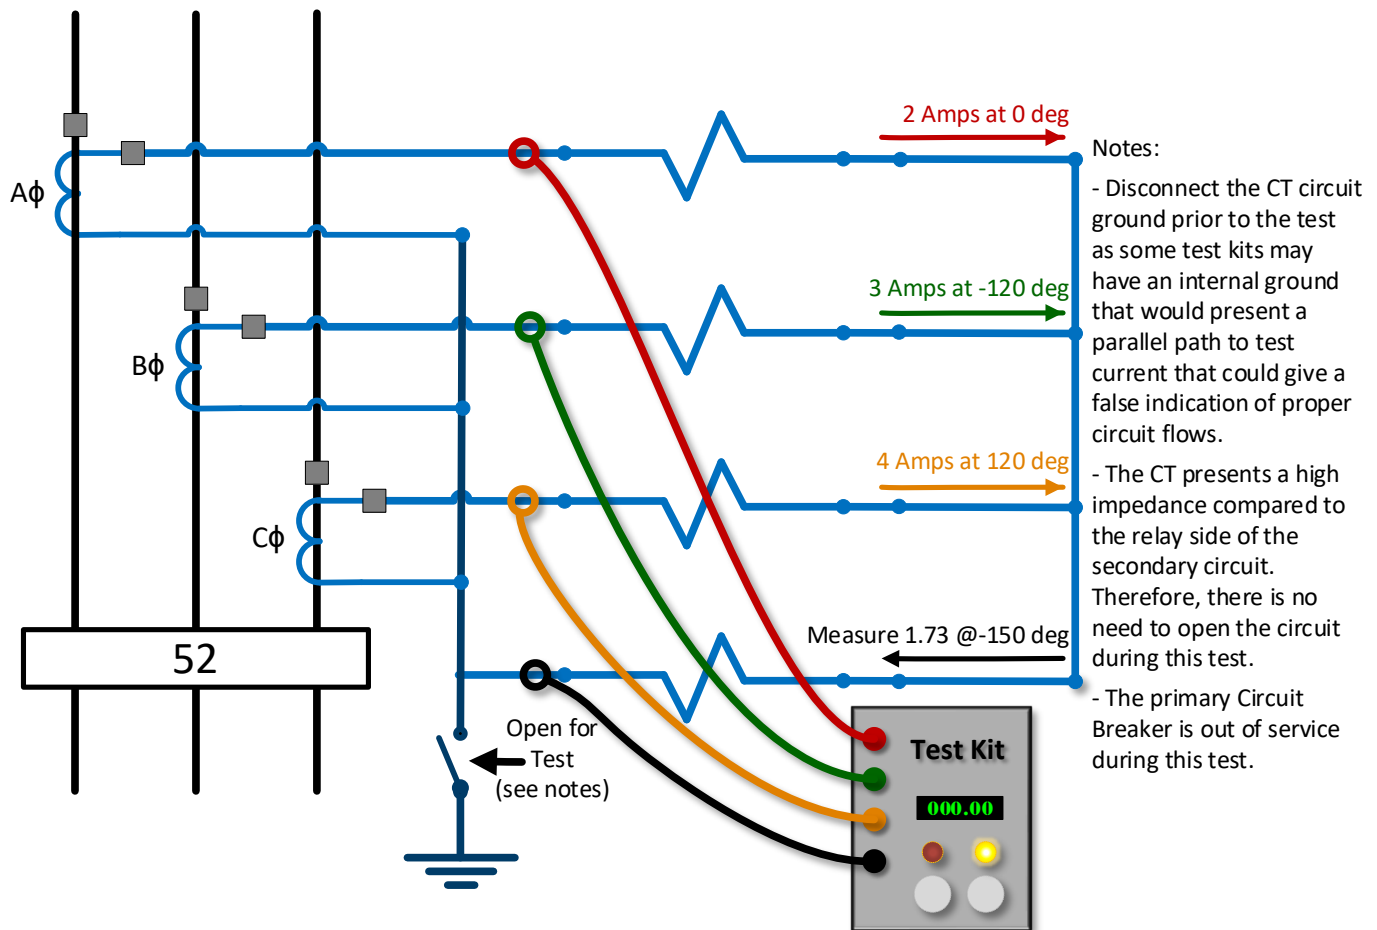 2 Amps at 0 deg
Aϕ
3 Amps at -120 deg
Bϕ
4 Amps at 120 deg
Cϕ
Measure 1.73 @-150 deg
52
Open for
Test
(see notes)
Test Kit
000.00
Notes:
- Disconnect the CT circuit
ground prior to the test
as some test kits may
have an internal ground
that would present a
parallel path to test
current that could give a
false indication of proper
circuit flows.
- The CT presents a high
impedance compared to
the relay side of the
secondary circuit.
Therefore, there is no
need to open the circuit
during this test.
- The primary Circuit
Breaker is out of service
during this test.